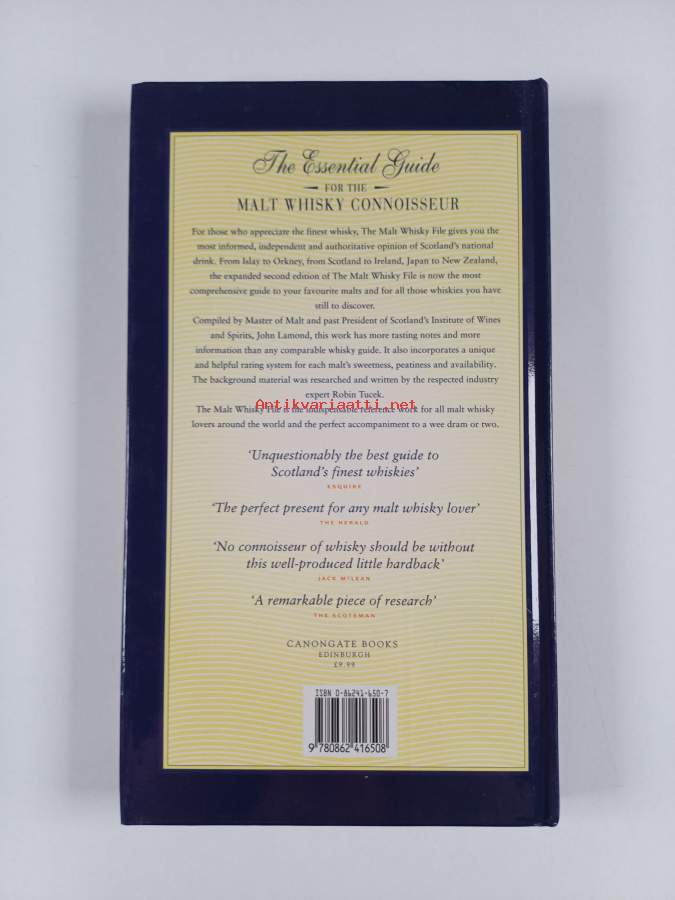 The Essential Guide
FOR THE
MALT WHISKY CONNOISSEUR
For those who appreciate the finest whisky, The Malt Whisky File gives you the
most informed, independent and authoritative opinion of Scotland's national
drink. From Islay to Orkney, from Scotland to Ireland, Japan to New Zealand,
the expanded second edition of The Malt Whisky File is now the most
comprehensive guide to your favourite malts and for all those whiskies you have
still to discover.
Compiled by Master of Malt and past President of Scotland's Institute of Wines
and Spirits, John Lamond, this work has more tasting notes and more
information than any comparable whisky guide. It also incorporates a unique
and helpful rating system for each malt's sweetness, peatiness and availability.
The background material was researched and written by the respected industry
expert Robin Tucek.
Antikvariaatti.net
The Malt Whisky File is the indispensable reference work for all malt whisky
lovers around the world and the perfect accompaniment to a wee dram or two.
'Unquestionably the best guide to
Scotland's finest whiskies'
ESQUIRE
'The perfect present for any malt whisky lover'
THE HERALD
'No connoisseur of whisky should be without
this well-produced little hardback'
JACK McLEAN
'A remarkable piece of research'
THE SCOTSMAN
CANONGATE BOOKS
EDINBURGH
£9.99
ISBN 0-86241-650-7
9 780862 416508